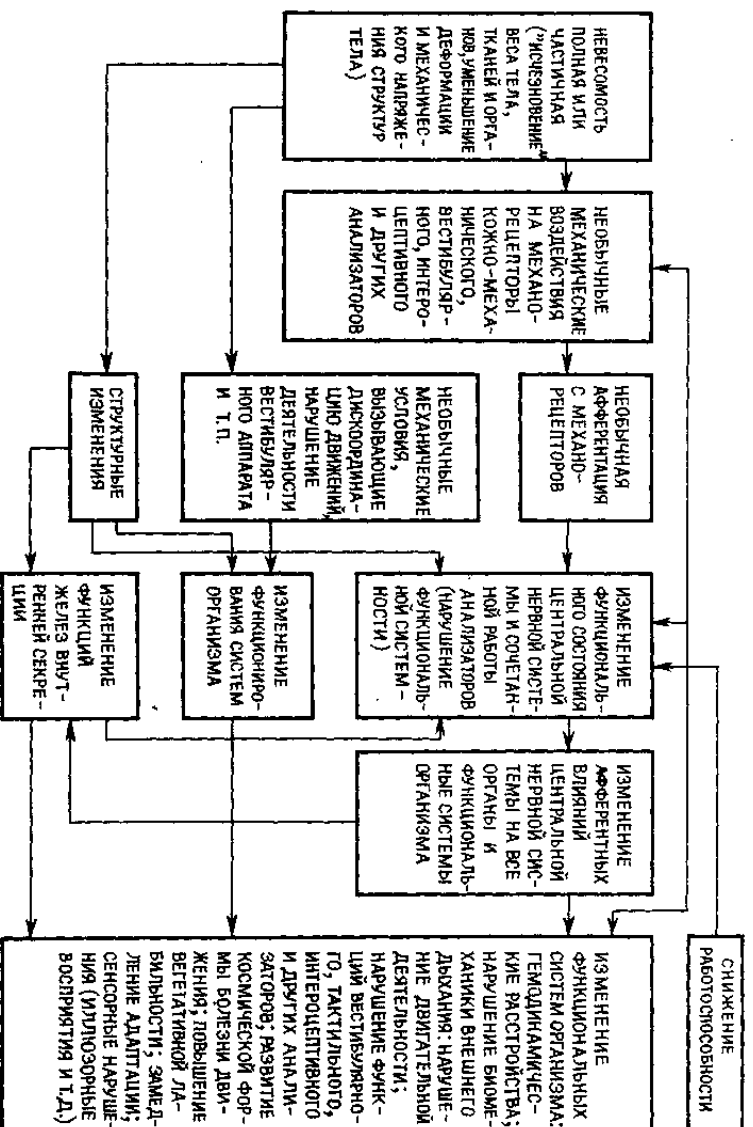 НЕВЕСОМОСТЬ
ПОЛНАЯ ИЛИ
ЧАСТИЧНАЯ
("ИСЧЕЗНОВЕНИЕ"
ВЕСА ТЕЛА,
ТКАНЕЙ И ОРГА-
НОВ, УМЕНЬШЕНИЕ
ДЕФОРМАЦИИ
И МЕХАНИЧЕС-
КОГО НАПРЯЖЕ-
НИЯ СТРУКТУР
ТЕЛА)
НЕОБЫЧНЫЕ
МЕХАНИЧЕСКИЕ
ВОЗДЕЙСТВИЯ
НА МЕХАНО-
РЕЦЕПТОРЫ
КОЖНО-МЕХА-
НИЧЕСКОГО,
ВЕСТИБУЛЯР-
НОГО, ИНТЕРО-
ЦЕПТИВНОГО
И ДРУГИХ
АНАЛИЗАТОРОВ
НЕОБЫЧНАЯ
АФФЕРЕНТАЦИЯ
С МЕХАНО-
РЕЦЕПТОРОВ
НЕОБЫЧНЫЕ
МЕХАНИЧЕСКИЕ
УСЛОВИЯ,
ВЫЗЫВАЮЩИЕ
ДИСКООРДИНА-
ЦИЮ ДВИЖЕНИЙ,
НАРУШЕНИЕ
ДЕЯТЕЛЬНОСТИ
ВЕСТИБУЛЯР-
НОГО АППАРАТА
И Т.П.
СТРУКТУРНЫЕ
ИЗМЕНЕНИЯ
ИЗМЕНЕНИЕ
ФУНКЦИОНАЛЬ-
НОГО СОСТОЯНИЯ
ЦЕНТРАЛЬНОЙ
НЕРВНОЙ СИСТЕ-
МЫ И СОЧЕТАН-
НОЙ РАБОТЫ
АНАЛИЗАТОРОВ
(НАРУШЕНИЕ
ФУНКЦИОНАЛЬ-
НОЙ СИСТЕМ-
НОСТИ)
ИЗМЕНЕНИЕ
ФУНКЦИОНИРО-
ВАНИЯ СИСТЕМ
ОРГАНИЗМА
ИЗМЕНЕНИЕ
ФУНКЦИЙ
ЖЕЛЕЗ ВНУТ-
РЕННЕЙ СЕКРЕ-
ЦИИ
ИЗМЕНЕНИЕ
АФФЕРЕНТНЫХ
ВЛИЯНИЙ
ЦЕНТРАЛЬНОЙ
НЕРВНОЙ СИС-
ТЕМЫ НА ВСЕ
ОРГАНЫ И
ФУНКЦИОНАЛЬ-
НЫЕ СИСТЕМЫ
ОРГАНИЗМА
СНИЖЕНИЕ
РАБОТОСПОСОБНОСТИ
ИЗМЕНЕНИЕ
ФУНКЦИОНАЛЬНЫХ
СИСТЕМ ОРГАНИЗМА:
ГЕМОДИНАМИЧЕС-
КИЕ РАССТРОЙСТВА;
НАРУШЕНИЕ БИОМЕ-
ХАНИКИ ВНЕШНЕГО
ДЫХАНИЯ; НАРУШЕ-
НИЕ ДВИГАТЕЛЬНОЙ
ДЕЯТЕЛЬНОСТИ;
НАРУШЕНИЕ ФУНК-
ЦИЙ ВЕСТИБУЛЯРНО-
ГО, ТАКТИЛЬНОГО,
ИНТЕРОЦЕПТИВНОГО
И ДРУГИХ АНАЛИ-
ЗАТОРОВ; РАЗВИТИЕ
КОСМИЧЕСКОЙ ФОР-
МЫ БОЛЕЗНИ ДВИ-
ЖЕНИЯ; ПОВЫШЕНИЕ
ВЕГЕТАТИВНОЙ ЛА-
БИЛЬНОСТИ; ЗАМЕД-
ЛЕНИЕ АДАПТАЦИИ;
СЕНСОРНЫЕ НАРУШЕ-
НИЯ (ИЛЛЮЗОРНЫЕ
ВОСПРИЯТИЯ И Т.Д.)